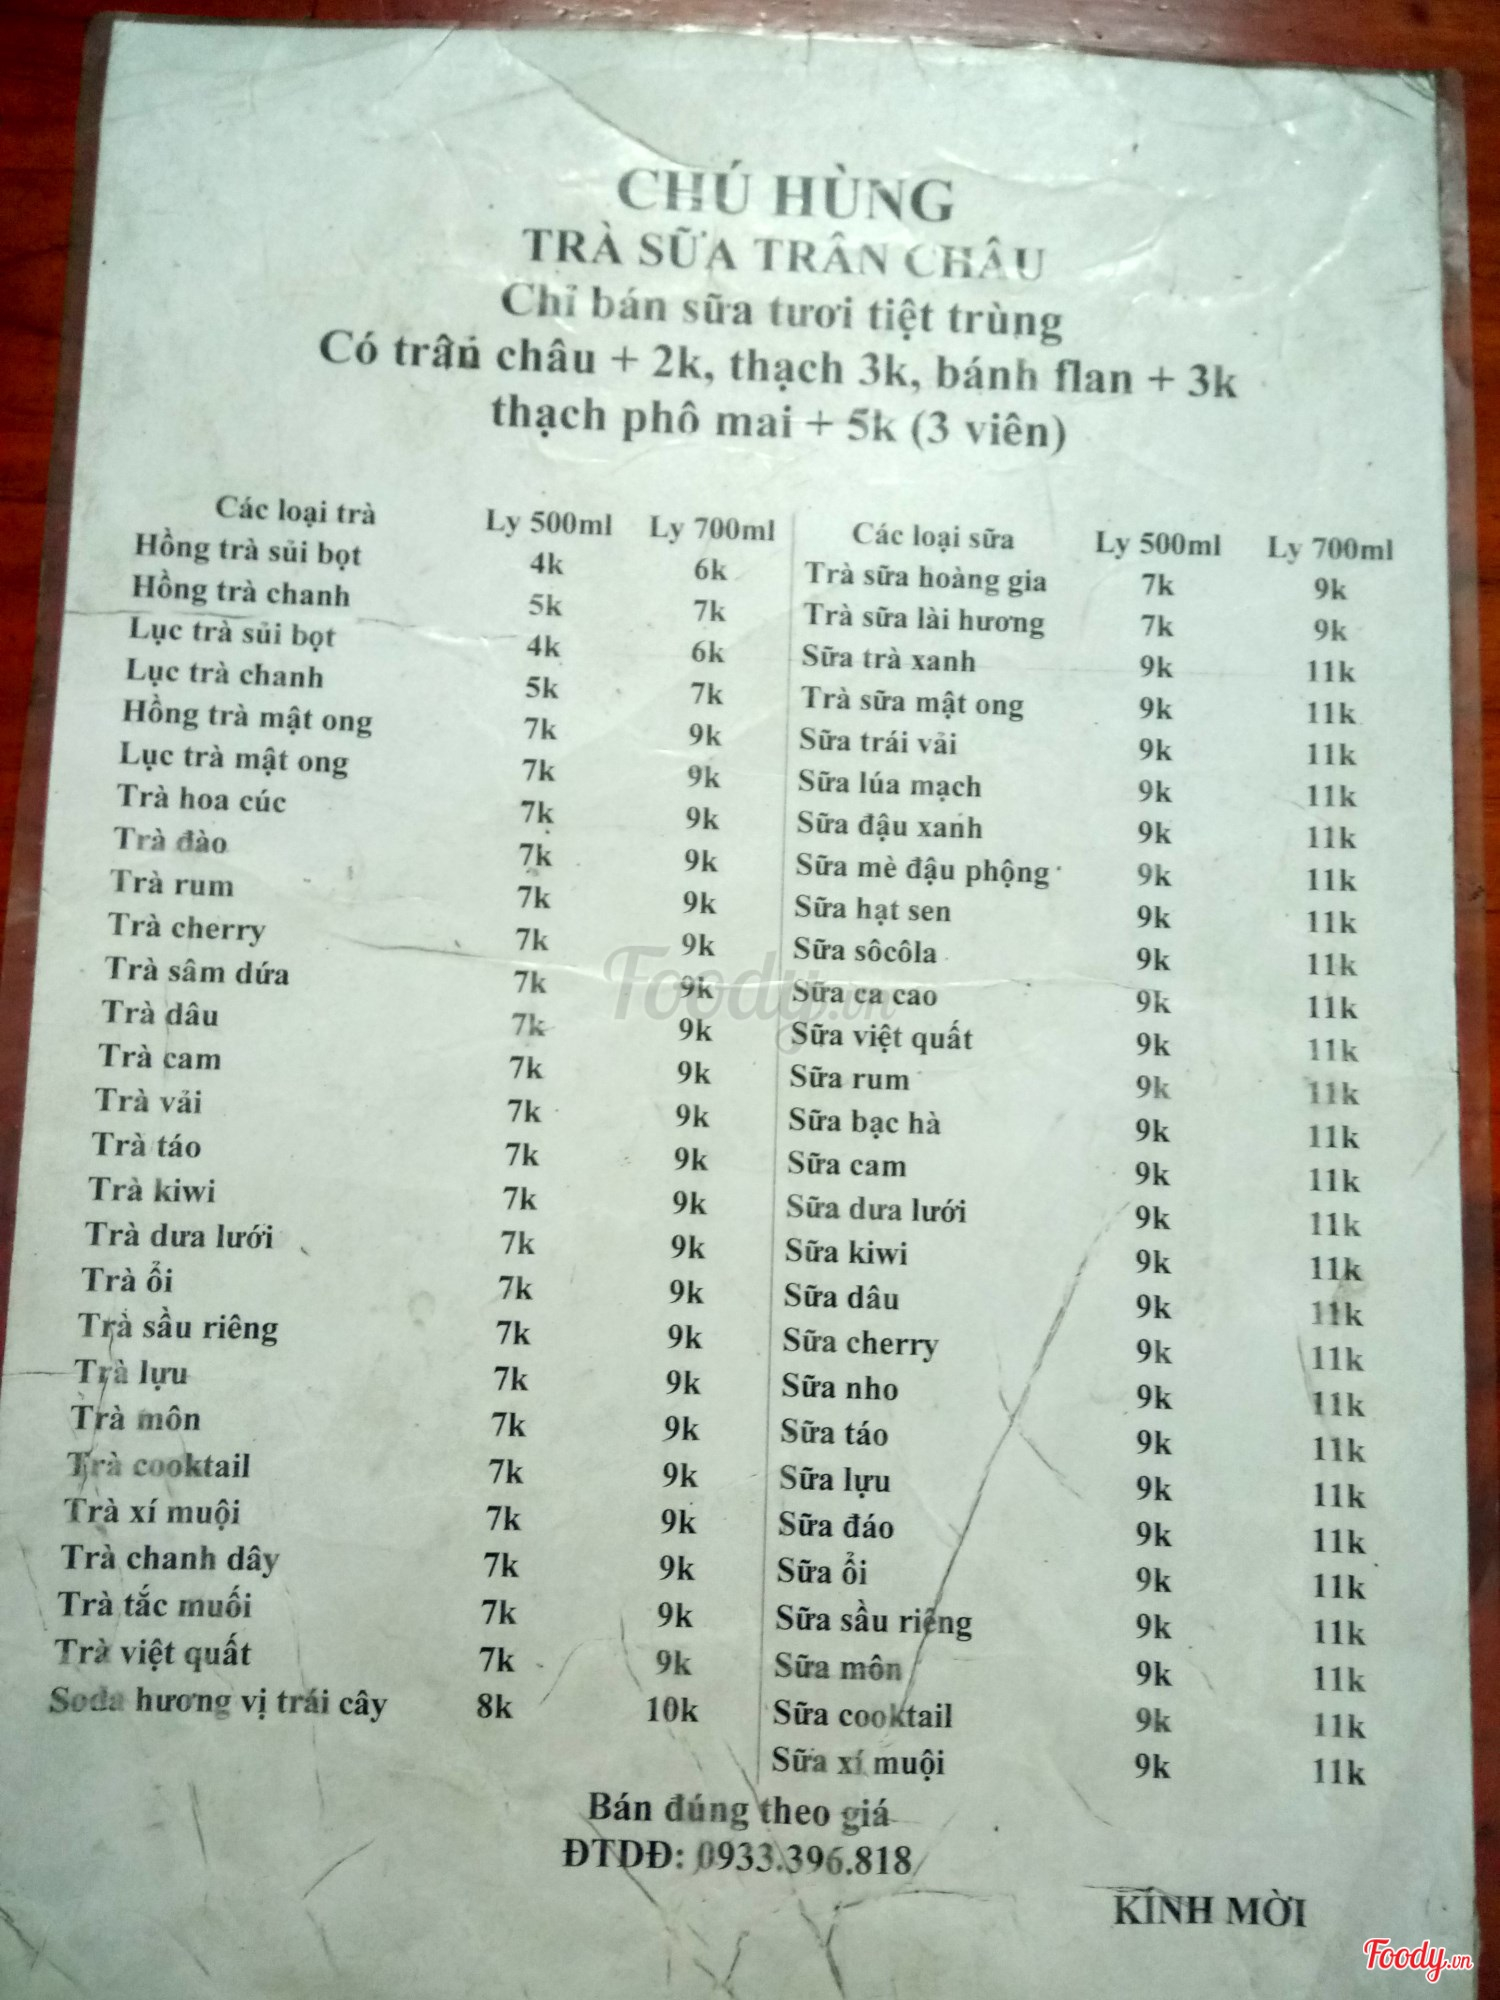 CHÚ HÙNG
TRÀ SỮA TRÂN CHÂU
Chỉ bán sữa tươi tiệt trùng
Có trân châu + 2k, thạch 3k, bánh flan + 3k
thạch phô mai + 5k (3 viên)
Các loại trà Ly 500ml Ly 700ml
Hồng trà sủi bọt 4k 6k
Hồng trà chanh 5k 7k
Lục trà sủi bọt 4k 6k
Lục trà chanh 5k 7k
Hồng trà mật ong 7k 9k
Lục trà mật ong 7k 9k
Trà hoa cúc 7k 9k
Trà đào 7k 9k
Trà rum 7k 9k
Trà cherry 7k 9k
Trà sâm dứa 7k 9k
Trà dâu 7k 9k
Trà cam 7k 9k
Trà vải 7k 9k
Trà táo 7k 9k
Trà kiwi 7k 9k
Trà dưa lưới 7k 9k
Trà ổi 7k 9k
Trà sầu riêng 7k 9k
Trà lựu 7k 9k
Trà môn 7k 9k
Trà cooktail 7k 9k
Trà xí muội 7k 9k
Trà chanh dây 7k 9k
Trà tắc muối 7k 9k
Trà việt quất 7k 9k
Soda hương vị trái cây 8k 10k
Các loại sữa Ly 500ml Ly 700ml
Trà sữa hoàng gia 7k 9k
Trà sữa lài hương 7k 9k
Sữa trà xanh 9k 11k
Trà sữa mật ong 9k 11k
Sữa trái vải 9k 11k
Sữa lúa mạch 9k 11k
Sữa đậu xanh 9k 11k
Sữa mè đậu phộng 9k 11k
Sữa hạt sen 9k 11k
Sữa sôcôla 9k 11k
Sữa ca cao 9k 11k
Sữa việt quất 9k 11k
Sữa rum 9k 11k
Sữa bạc hà 9k 11k
Sữa cam 9k 11k
Sữa dưa lưới 9k 11k
Sữa kiwi 9k 11k
Sữa dâu 9k 11k
Sữa cherry 9k 11k
Sữa nho 9k 11k
Sữa táo 9k 11k
Sữa lựu 9k 11k
Sữa đáo 9k 11k
Sữa ổi 9k 11k
Sữa sầu riêng 9k 11k
Sữa môn 9k 11k
Sữa cooktail 9k 11k
Sữa xí muội 9k 11k
Bán đúng theo giá
ĐTDĐ: 0933.396.818
KÍNH MỜI
Foody.vn
Foody.vn